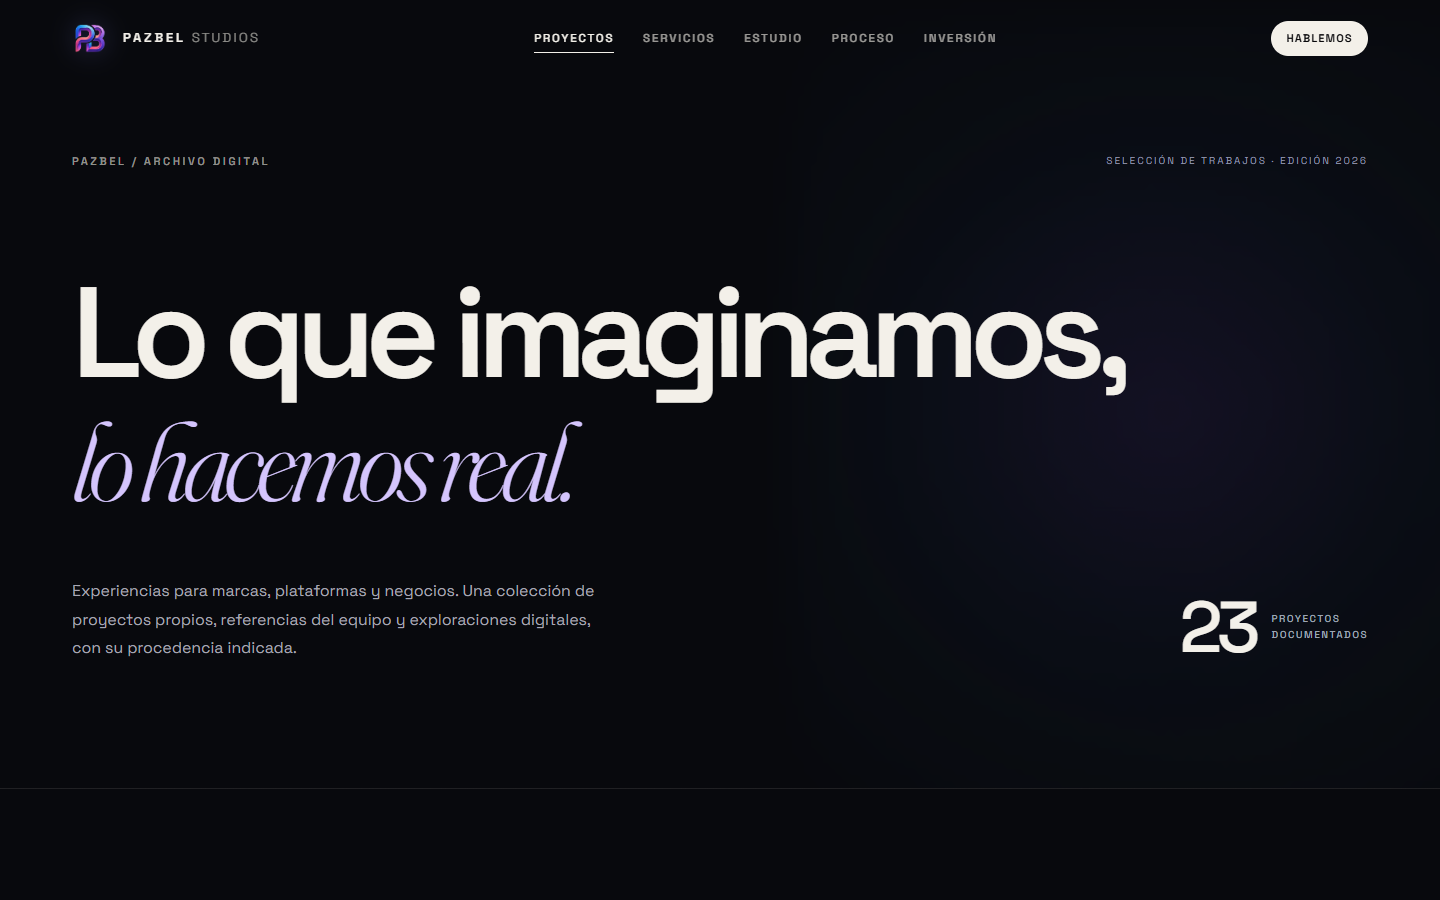 PAZBEL STUDIOS
PROYECTOS SERVICIOS ESTUDIO PROCESO INVERSIÓN
HABLEMOS
PAZBEL / ARCHIVO DIGITAL
SELECCIÓN DE TRABAJOS · EDICIÓN 2026
Lo que imaginamos,
lo hacemos real.
Experiencias para marcas, plataformas y negocios. Una colección de
proyectos propios, referencias del equipo y exploraciones digitales,
con su procedencia indicada.
23
PROYECTOS
DOCUMENTADOS